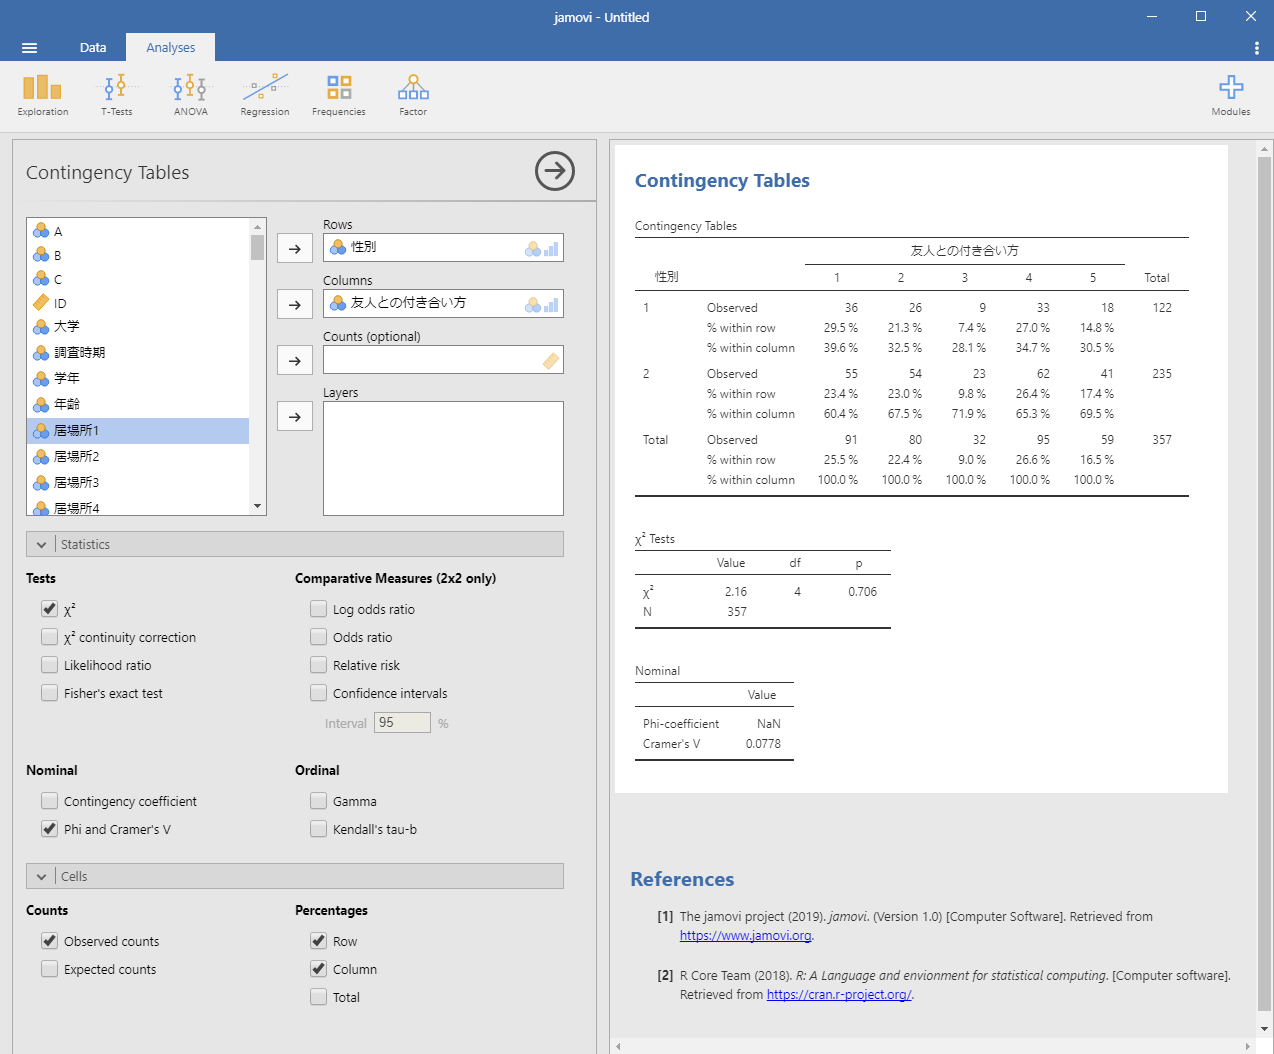 jamovi - Untitled
Data Analyses
Exploration T-Tests ANOVA Regression Frequencies Factor Modules
Contingency Tables
A
B
C
ID
大学
調査時期
学年
年齢
居場所1
居場所2
居場所3
居場所4
Rows
性別
Columns
友人との付き合い方
Counts (optional)
Layers
Statistics
Tests
χ²
χ² continuity correction
Likelihood ratio
Fisher's exact test
Comparative Measures (2x2 only)
Log odds ratio
Odds ratio
Relative risk
Confidence intervals
Interval 95 %
Nominal
Contingency coefficient
Phi and Cramer's V
Ordinal
Gamma
Kendall's tau-b
Cells
Counts
Observed counts
Expected counts
Percentages
Row
Column
Total
Contingency Tables
Contingency Tables
友人との付き合い方
性別 1 2 3 4 5 Total
1 Observed 36 26 9 33 18 122
% within row 29.5 % 21.3 % 7.4 % 27.0 % 14.8 %
% within column 39.6 % 32.5 % 28.1 % 34.7 % 30.5 %
2 Observed 55 54 23 62 41 235
% within row 23.4 % 23.0 % 9.8 % 26.4 % 17.4 %
% within column 60.4 % 67.5 % 71.9 % 65.3 % 69.5 %
Total Observed 91 80 32 95 59 357
% within row 25.5 % 22.4 % 9.0 % 26.6 % 16.5 %
% within column 100.0 % 100.0 % 100.0 % 100.0 % 100.0 %
χ² Tests
Value df p
χ² 2.16 4 0.706
N 357
Nominal
Value
Phi-coefficient NaN
Cramer's V 0.0778
References
[1] The jamovi project (2019). jamovi. (Version 1.0) [Computer Software]. Retrieved from
https://www.jamovi.org.
[2] R Core Team (2018). R: A Language and envionment for statistical computing. [Computer software].
Retrieved from https://cran.r-project.org/.